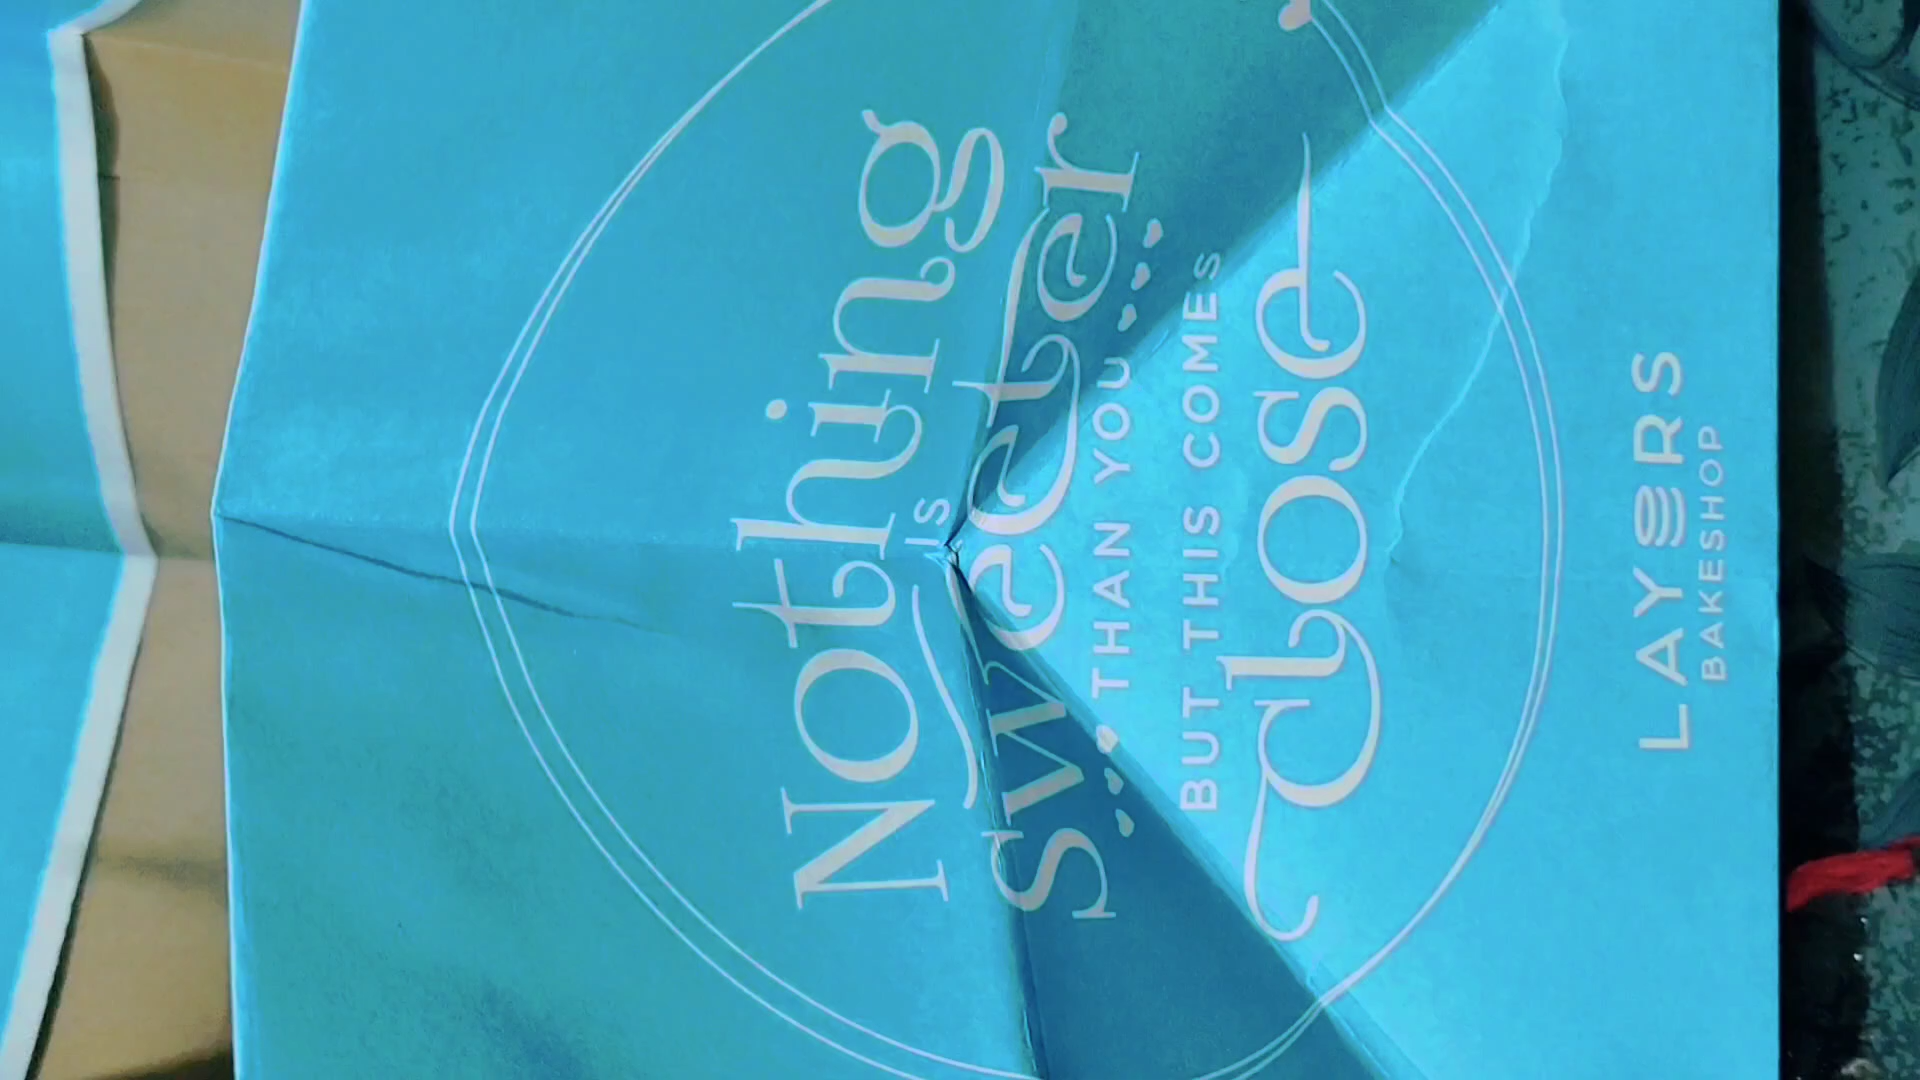 Nothing
IS
Sweeter
THAN YOU
BUT THIS COMES
Close
LAYERS
BAKESHOP